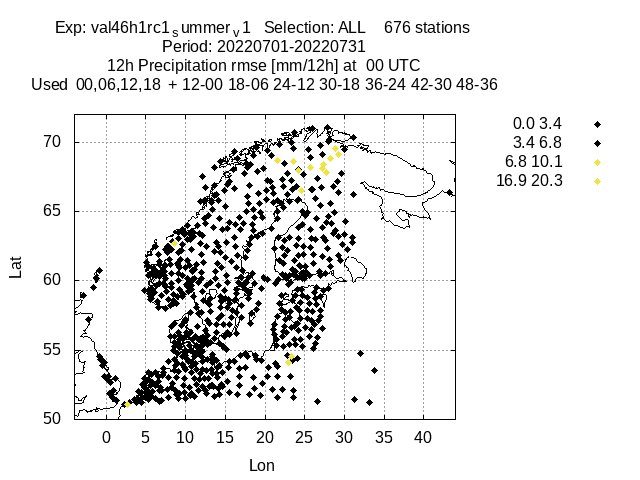 Exp: val46h1rc1summerv1 Selection: ALL 676 stations
Period: 20220701-20220731
12h Precipitation rmse [mm/12h] at 00 UTC
Used 00,06,12,18 + 12-00 18-06 24-12 30-18 36-24 42-30 48-36
0.0 3.4
3.4 6.8
6.8 10.1
16.9 20.3
70
65
60
55
50
Lat
0 5 10 15 20 25 30 35 40
Lon